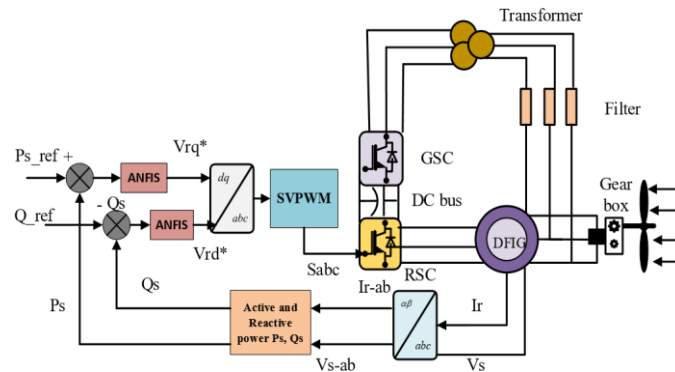 Transformer
Filter
Ps_ref +
Vrq*
ANFIS
dq
abc
SVPWM
GSC
DC bus
Gear
box
- Qs
Q_ref
ANFIS
Vrd*
DFIG
Sabc
RSC
Ir-ab
Ps
Qs
Active and
Reactive
power Ps, Qs
αβ
abc
Ir
Vs-ab
Vs